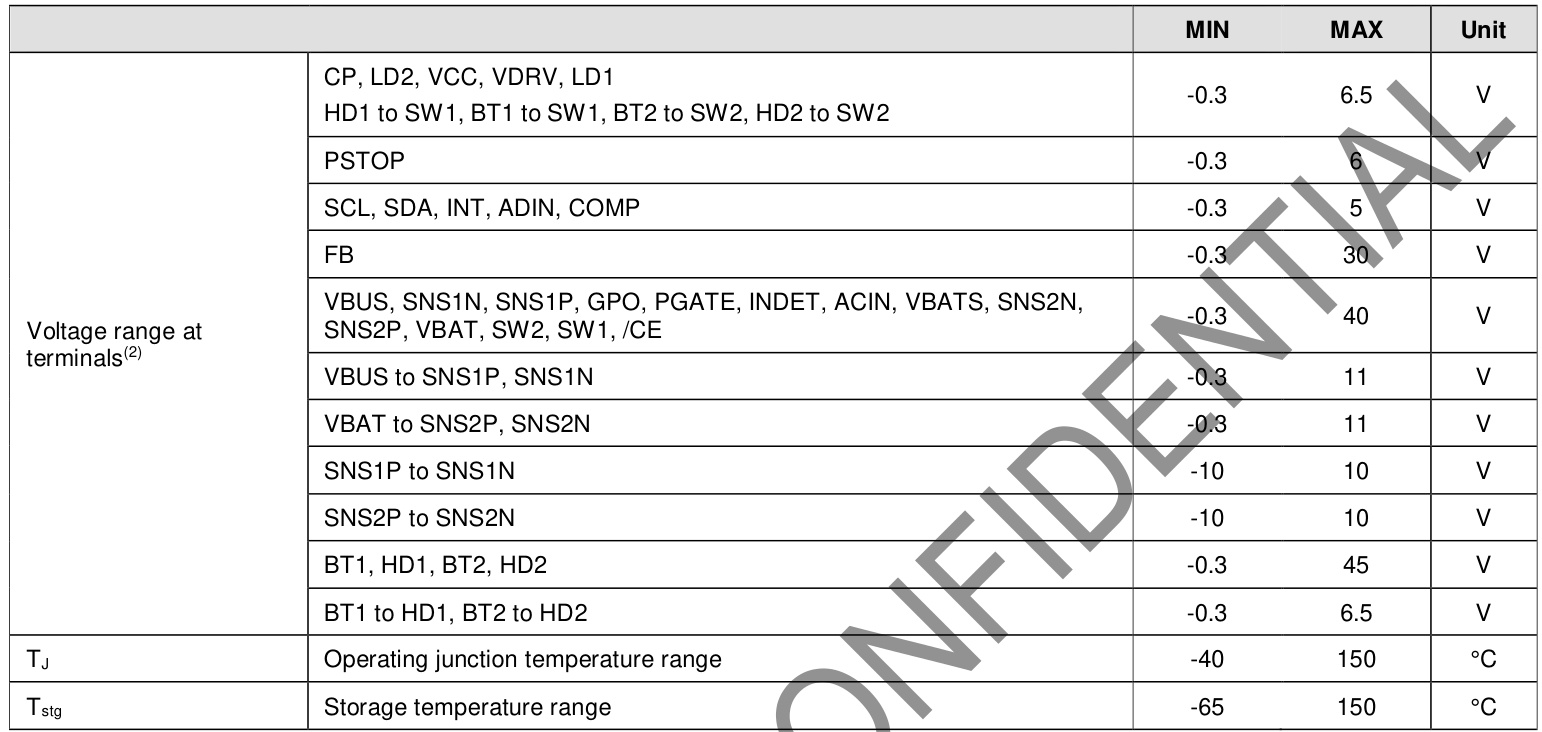 MIN MAX Unit
CP, LD2, VCC, VDRV, LD1
HD1 to SW1, BT1 to SW1, BT2 to SW2, HD2 to SW2 -0.3 6.5 V
PSTOP -0.3 6 V
SCL, SDA, INT, ADIN, COMP -0.3 5 V
FB -0.3 30 V
VBUS, SNS1N, SNS1P, GPO, PGATE, INDET, ACIN, VBATS, SNS2N,
SNS2P, VBAT, SW2, SW1, /CE -0.3 40 V
Voltage range at
terminals(2)
VBUS to SNS1P, SNS1N -0.3 11 V
VBAT to SNS2P, SNS2N -0.3 11 V
SNS1P to SNS1N -10 10 V
SNS2P to SNS2N -10 10 V
BT1, HD1, BT2, HD2 -0.3 45 V
BT1 to HD1, BT2 to HD2 -0.3 6.5 V
TJ Operating junction temperature range -40 150 °C
Tstg Storage temperature range -65 150 °C
ONFIDENTIAL